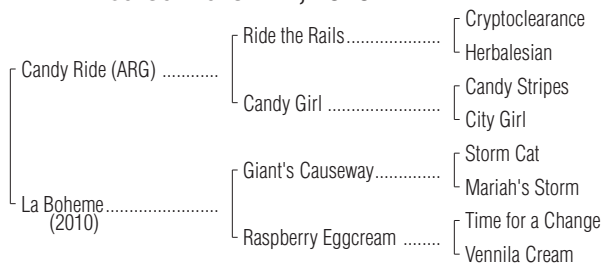 Cryptoclearance
Ride the Rails
Herbalesian
Candy Ride (ARG)
Candy Stripes
Candy Girl
City Girl
Storm Cat
Giant's Causeway
Mariah's Storm
La Boheme
(2010)
Time for a Change
Raspberry Eggcream
Vennila Cream